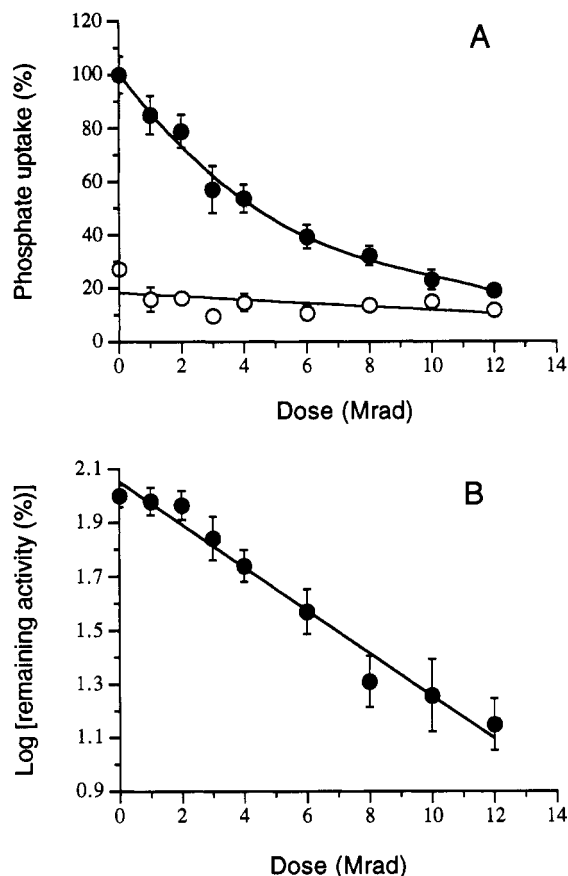 A
Phosphate uptake (%)
120
100
80
60
40
20
0
0 2 4 6 8 10 12 14
Dose (Mrad)
B
Log [remaining activity (%)]
2.1
1.9
1.7
1.5
1.3
1.1
0.9
0 2 4 6 8 10 12 14
Dose (Mrad)